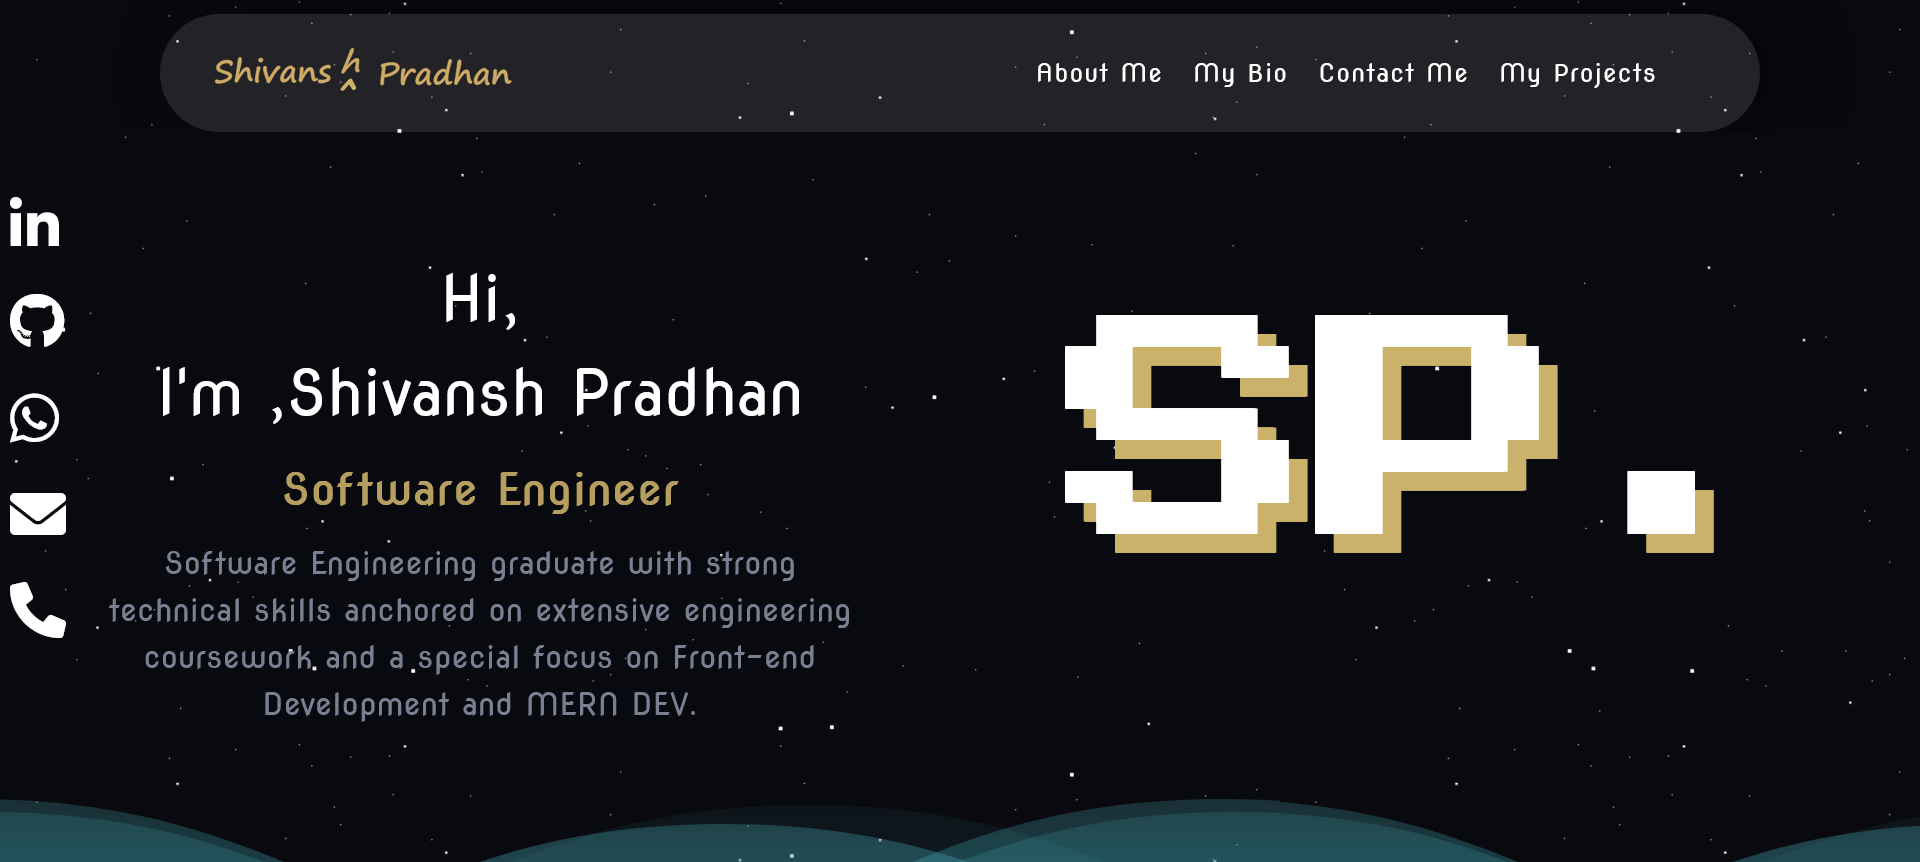 Shivansh Pradhan
About Me My Bio Contact Me My Projects
Hi,
I'm ,Shivansh Pradhan
Software Engineer
Software Engineering graduate with strong
technical skills anchored on extensive engineering
coursework and a special focus on Front-end
Development and MERN DEV.
SP.